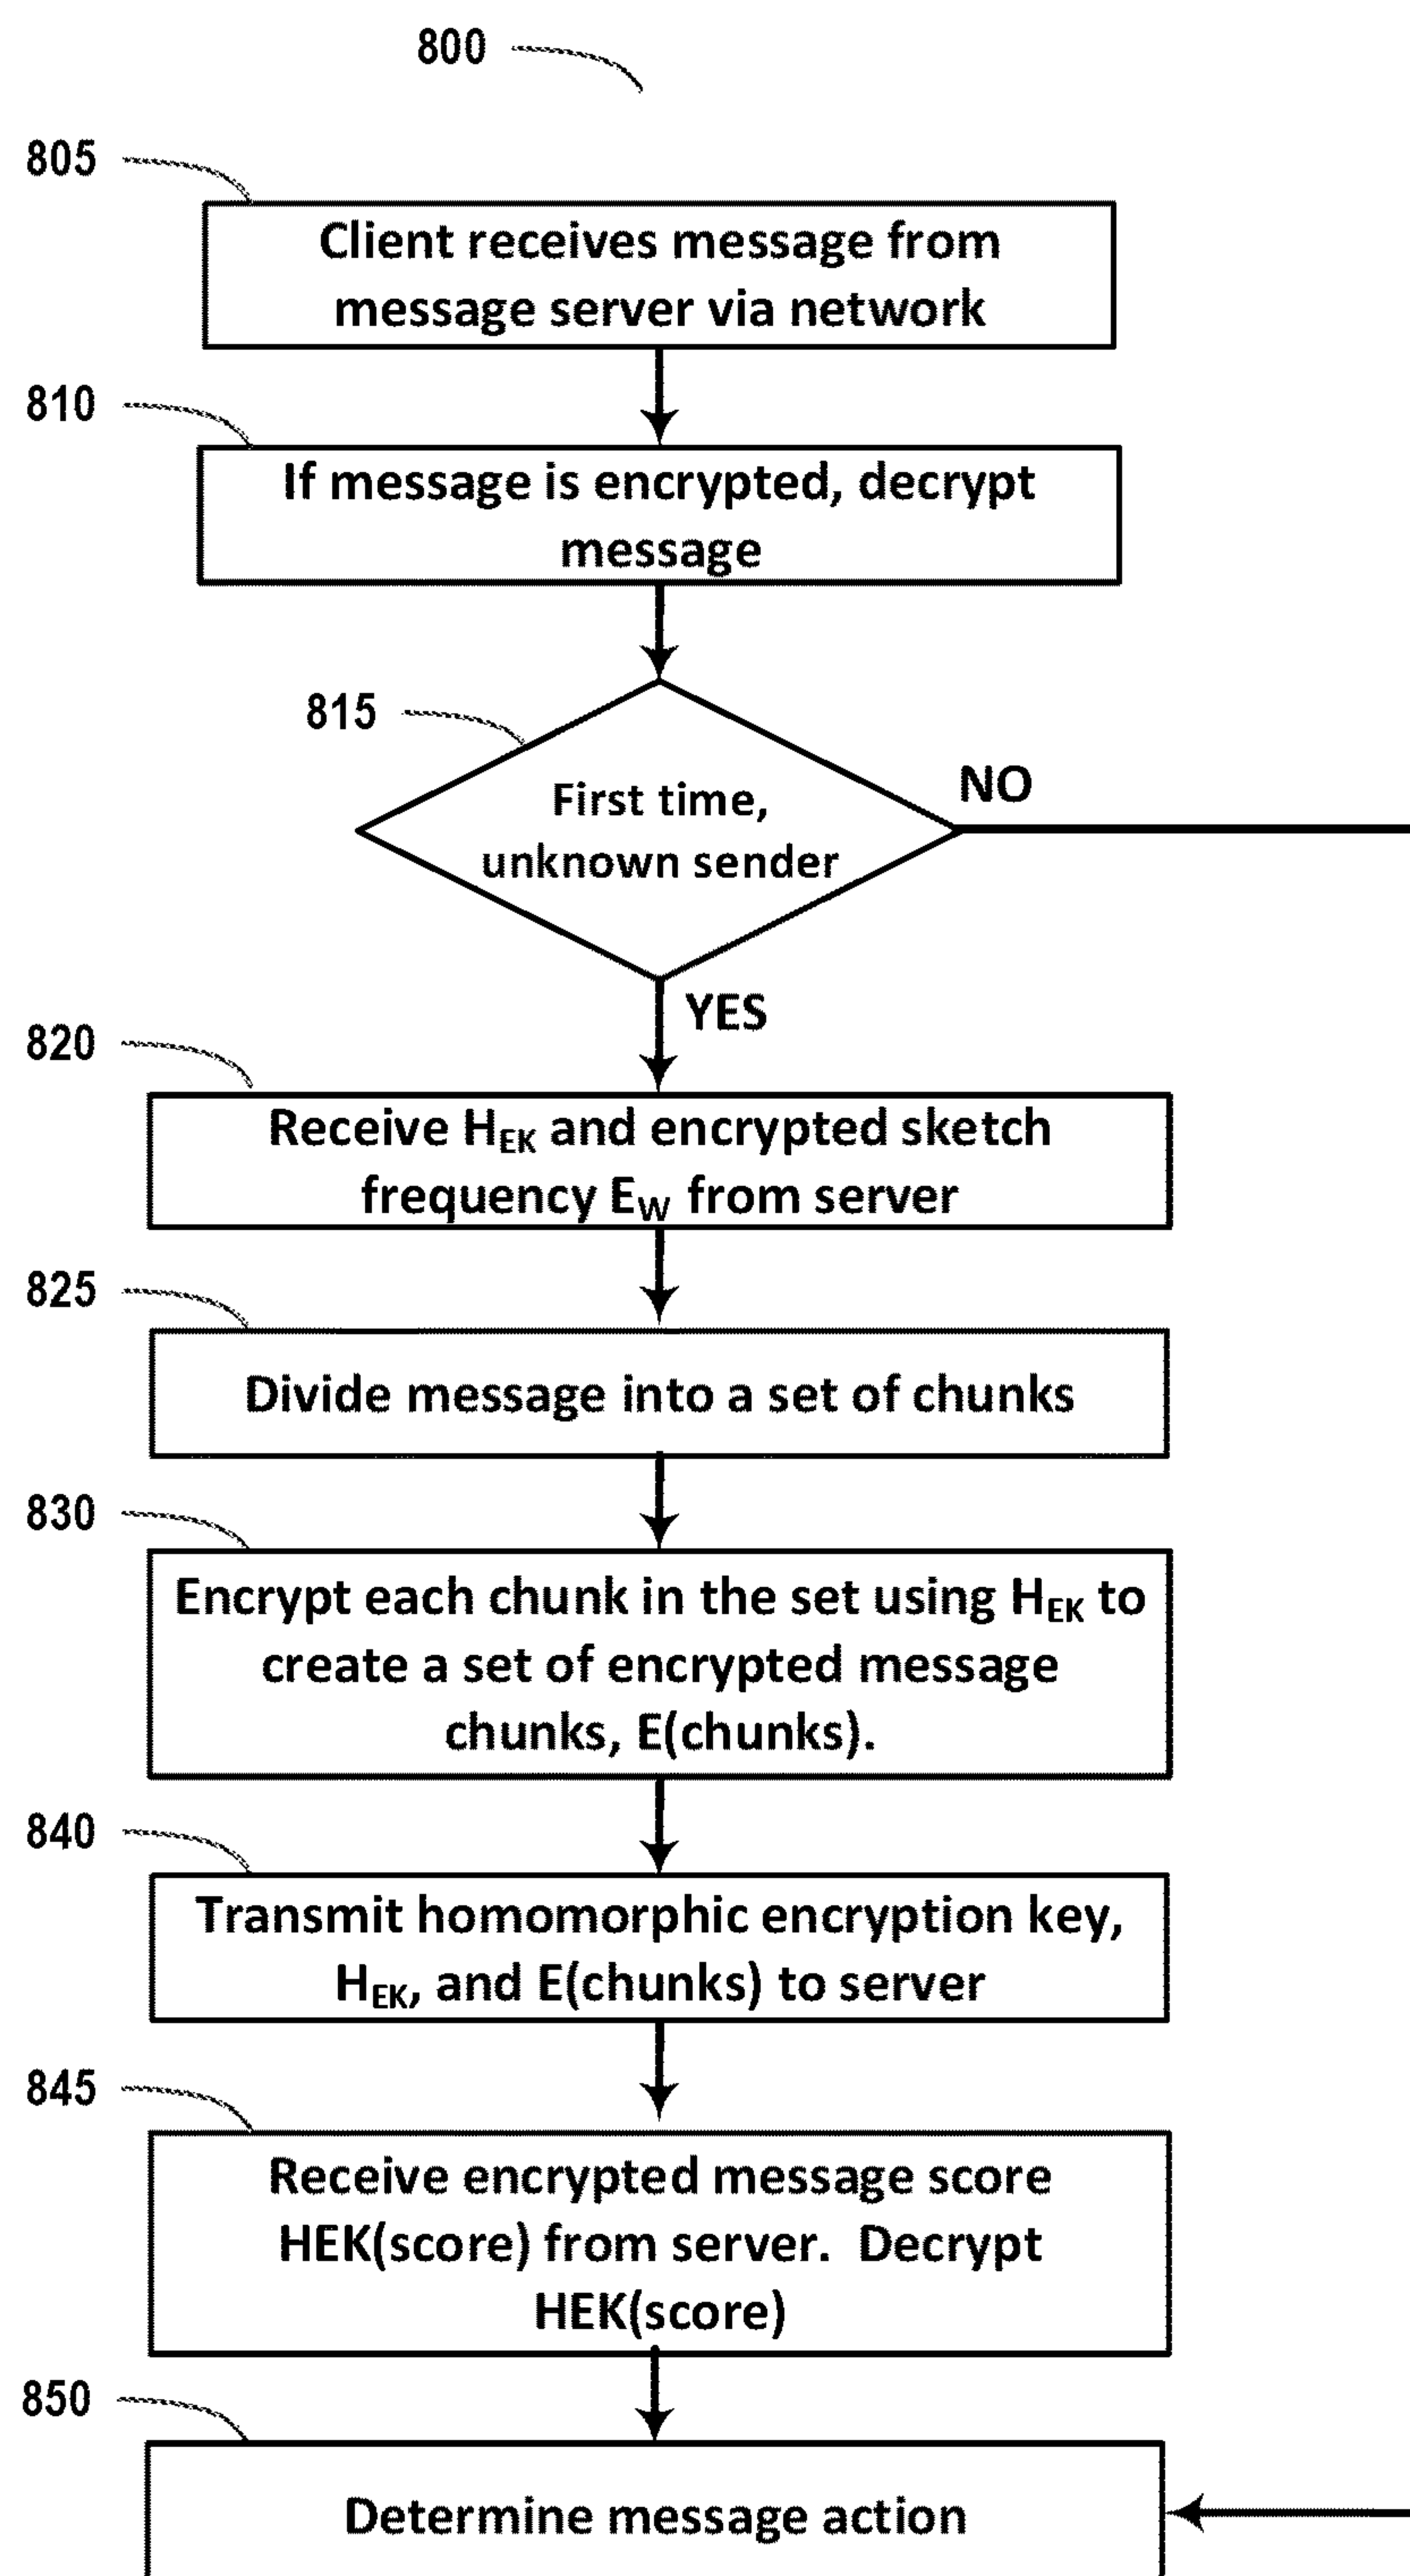 800
805
Client receives message from
message server via network
810
If message is encrypted, decrypt
message
815
First time,
unknown sender
NO
YES
820
Receive HEK and encrypted sketch
frequency EW from server
825
Divide message into a set of chunks
830
Encrypt each chunk in the set using HEK to
create a set of encrypted message
chunks, E(chunks).
840
Transmit homomorphic encryption key,
HEK, and E(chunks) to server
845
Receive encrypted message score
HEK(score) from server.  Decrypt
HEK(score)
850
Determine message action